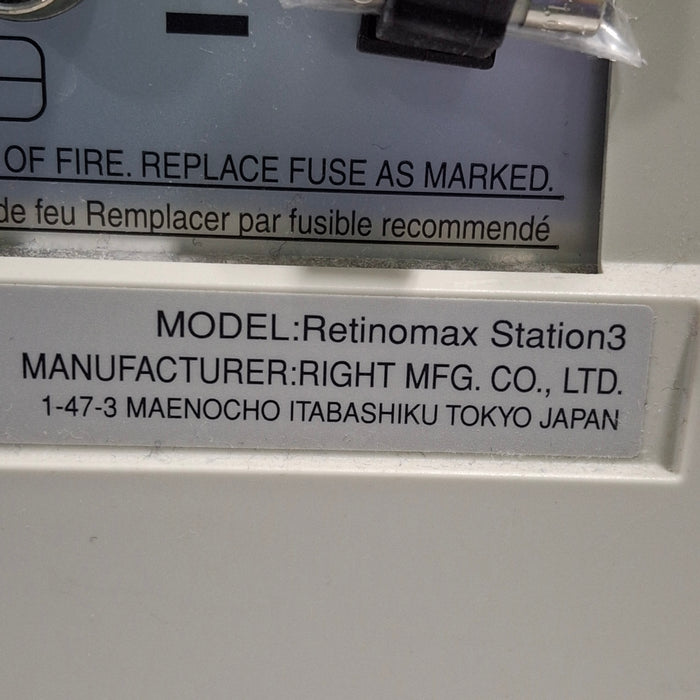 OF FIRE. REPLACE FUSE AS MARKED.
de feu Remplacer par fusible recommendé
MODEL:Retinomax Station3
MANUFACTURER:RIGHT MFG. CO., LTD.
1-47-3 MAENOCHO ITABASHIKU TOKYO JAPAN